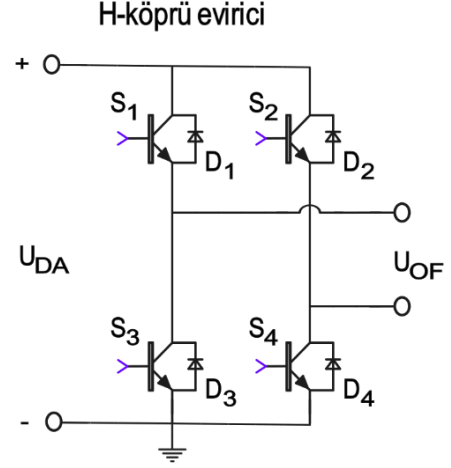 H-köprü evirici
+
S1 S2
D1 D2
UDA UOF
S3 S4
D3 D4
-